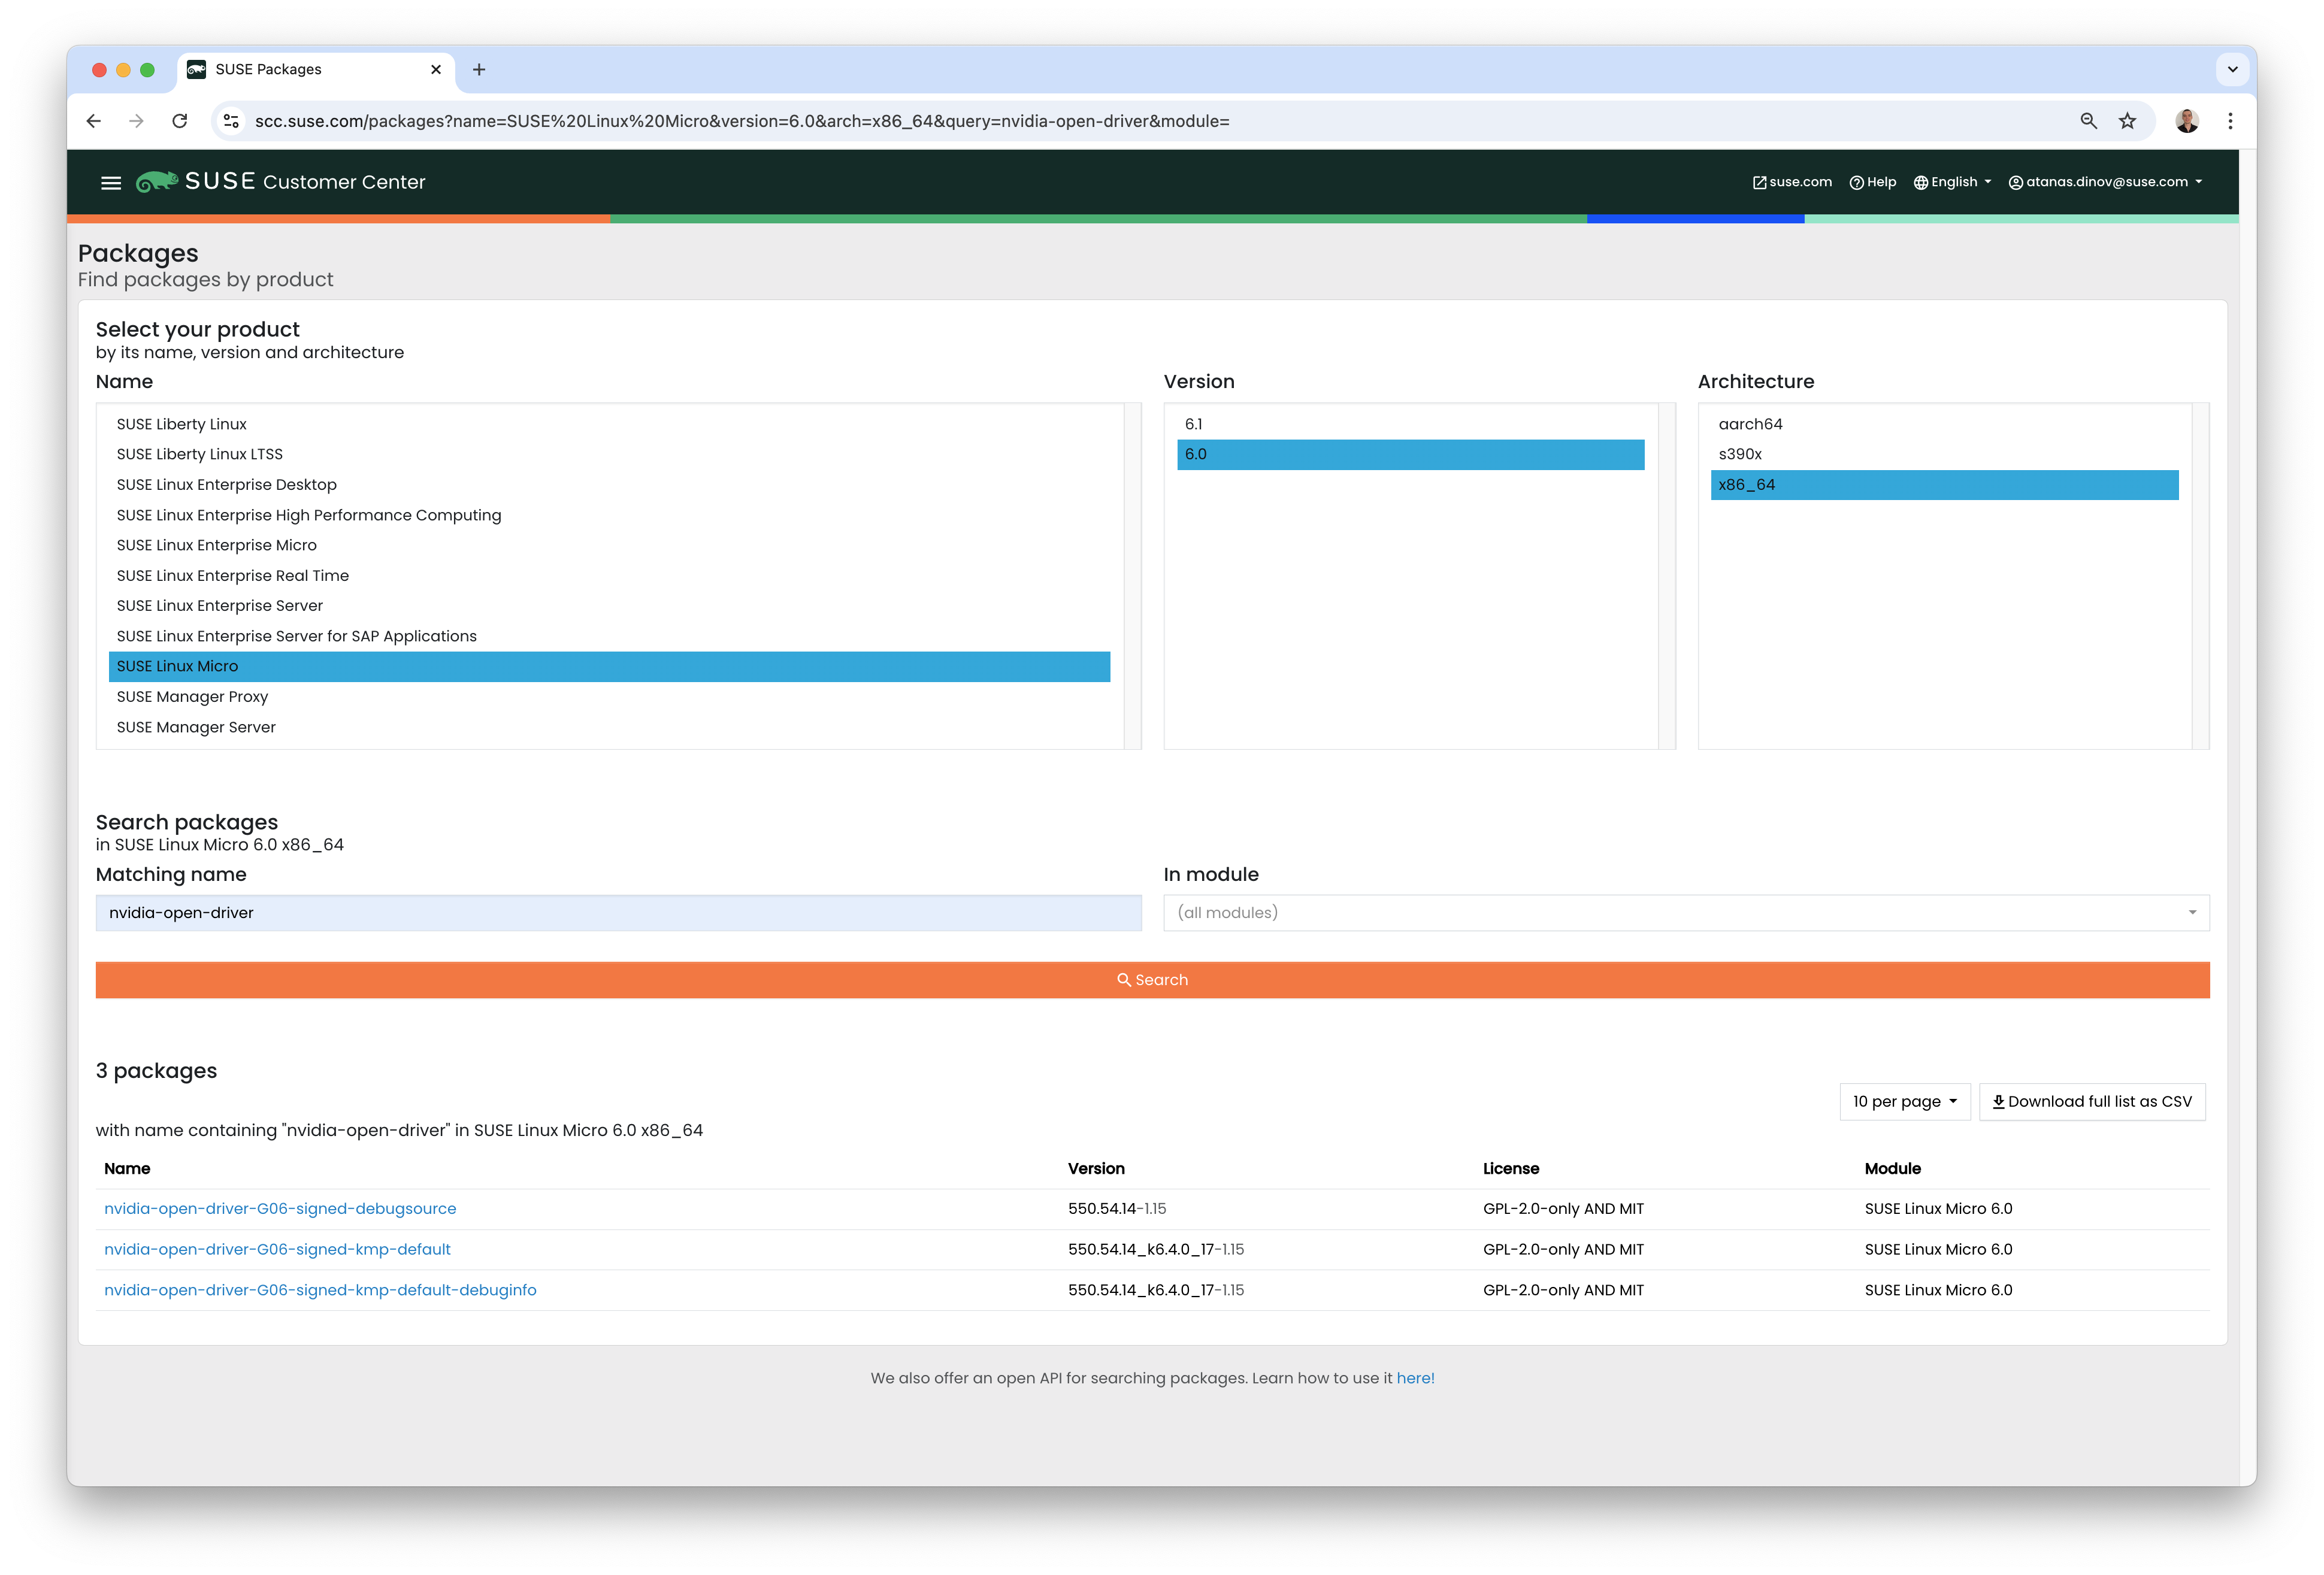 SUSE Packages
scc.suse.com/packages?name=SUSE%20Linux%20Micro&version=6.0&arch=x86_64&query=nvidia-open-driver&module=
SUSE Customer Center
suse.com Help English atanas.dinov@suse.com
Packages
Find packages by product
Select your product
by its name, version and architecture
Name Version Architecture
SUSE Liberty Linux
SUSE Liberty Linux LTSS
SUSE Linux Enterprise Desktop
SUSE Linux Enterprise High Performance Computing
SUSE Linux Enterprise Micro
SUSE Linux Enterprise Real Time
SUSE Linux Enterprise Server
SUSE Linux Enterprise Server for SAP Applications
SUSE Linux Micro
SUSE Manager Proxy
SUSE Manager Server
6.1
6.0
aarch64
s390x
x86_64
Search packages
in SUSE Linux Micro 6.0 x86_64
Matching name In module
nvidia-open-driver (all modules)
Search
3 packages
10 per page Download full list as CSV
with name containing "nvidia-open-driver" in SUSE Linux Micro 6.0 x86_64
Name Version License Module
nvidia-open-driver-G06-signed-debugsource 550.54.14-1.15 GPL-2.0-only AND MIT SUSE Linux Micro 6.0
nvidia-open-driver-G06-signed-kmp-default 550.54.14_k6.4.0_17-1.15 GPL-2.0-only AND MIT SUSE Linux Micro 6.0
nvidia-open-driver-G06-signed-kmp-default-debuginfo 550.54.14_k6.4.0_17-1.15 GPL-2.0-only AND MIT SUSE Linux Micro 6.0
We also offer an open API for searching packages. Learn how to use it here!